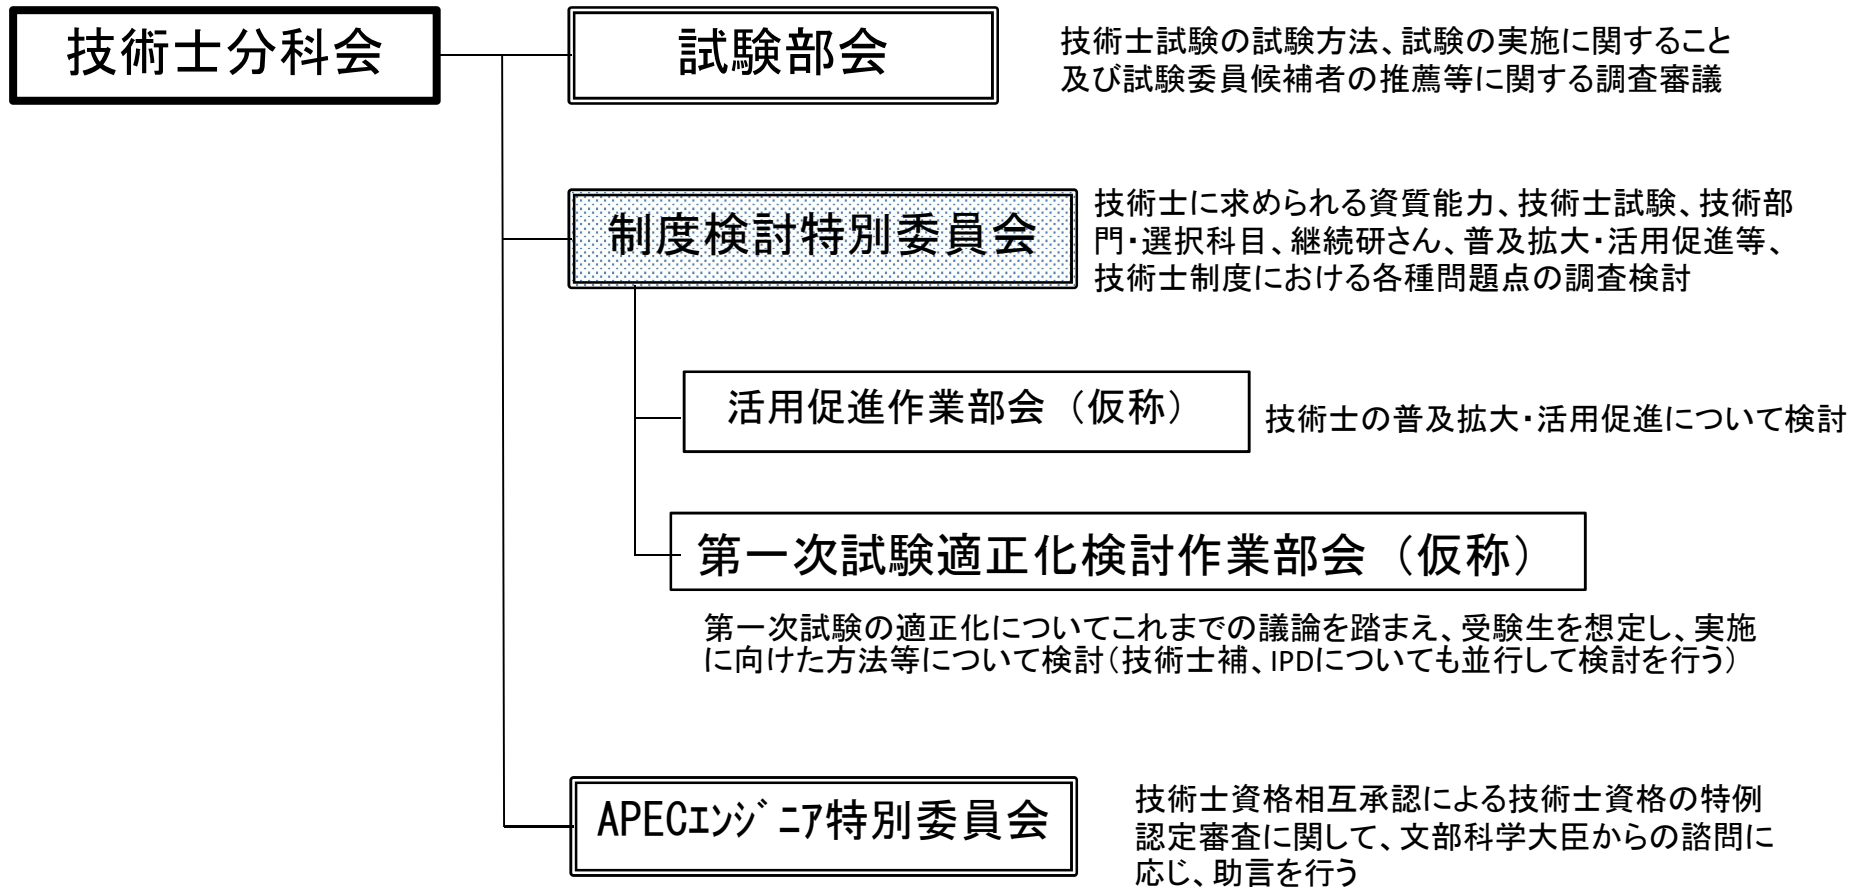 技術士分科会
試験部会
技術士試験の試験方法、試験の実施に関すること
及び試験委員候補者の推薦等に関する調査審議
制度検討特別委員会
技術士に求められる資質能力、技術士試験、技術部
門・選択科目、継続研さん、普及拡大・活用促進等、
技術士制度における各種問題点の調査検討
活用促進作業部会（仮称）
技術士の普及拡大・活用促進について検討
第一次試験適正化検討作業部会（仮称）
第一次試験の適正化についてこれまでの議論を踏まえ、受験生を想定し、実施
に向けた方法等について検討（技術士補、IPDについても並行して検討を行う）
APECｴﾝｼﾞﾆｱ特別委員会
技術士資格相互承認による技術士資格の特例
認定審査に関して、文部科学大臣からの諮問に
応じ、助言を行う